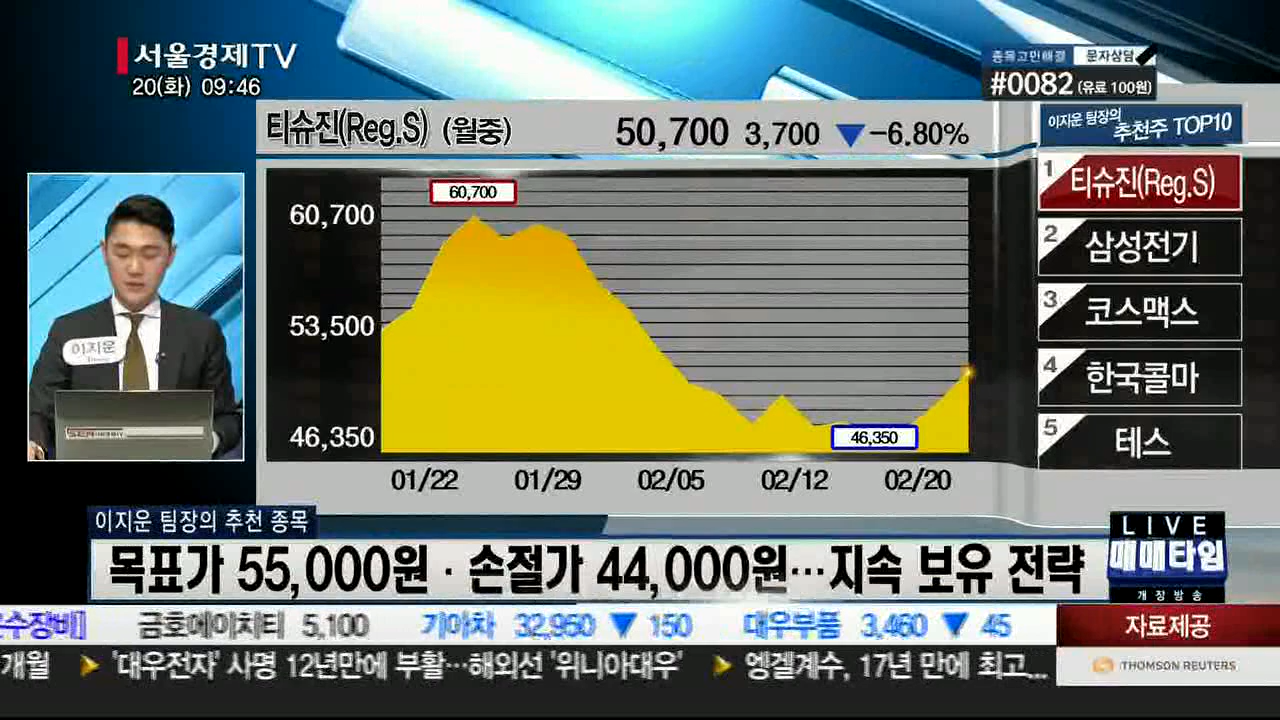 서울경제TV
20(화) 09:46
종목고민해결 문자상담
#0082 (유료 100원)
티슈진(Reg.S) (월중) 50,700 3,700 ▼-6.80%
이지운 팀장의
추천주 TOP10
1 티슈진(Reg.S)
2 삼성전기
3 코스맥스
4 한국콜마
5 테스
60,700
60,700
53,500
46,350
46,350
01/22 01/29 02/05 02/12 02/20
이지운
이지운 팀장의 추천 종목
목표가 55,000원·손절가 44,000원…지속 보유 전략
LIVE
매매타임
개장방송
수장비] 금호에이치티 5,100 기아차 32,950 ▼ 150 대우부품 3,460 ▼ 45
자료제공
개월 ▶ '대우전자' 사명 12년만에 부활…해외선 '위니아대우' ▶ 엥겔계수, 17년 만에 최고...
THOMSON REUTERS